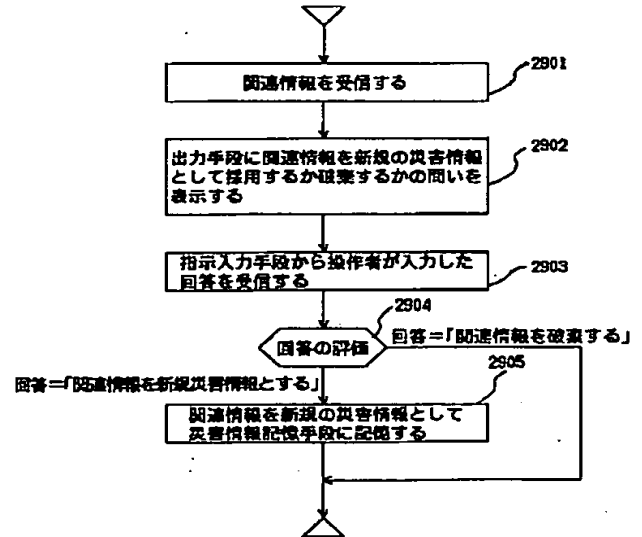 関連情報を受信する
2901
出力手段に関連情報を新規の災害情報
として採用するか破棄するかの問いを
表示する
2902
指示入力手段から操作者が入力した
回答を受信する
2903
2904
回答の評価
回答=「関連情報を破棄する」
回答=「関連情報を新規災害情報とする」
2905
関連情報を新規の災害情報として
災害情報記憶手段に記憶する